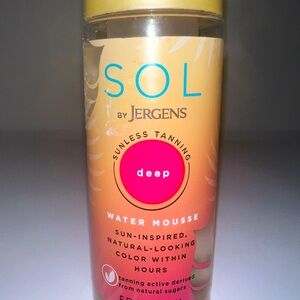 SOL
BY JERGENS
SUNLESS TANNING
deep
WATER MOUSSE
SUN-INSPIRED,
NATURAL-LOOKING
COLOR WITHIN
HOURS
tanning active derived
from natural sugars